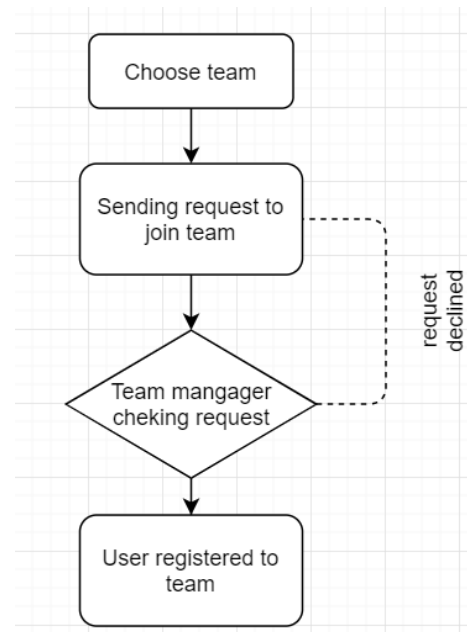 Choose team
Sending request to
join team
request
declined
Team mangager
cheking request
User registered to
team